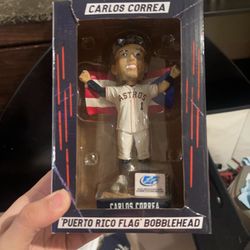 CARLOS CORREA
ASTROS
1
CARLOS CORREA
"PUERTO RICO FLAG" BOBBLEHEAD